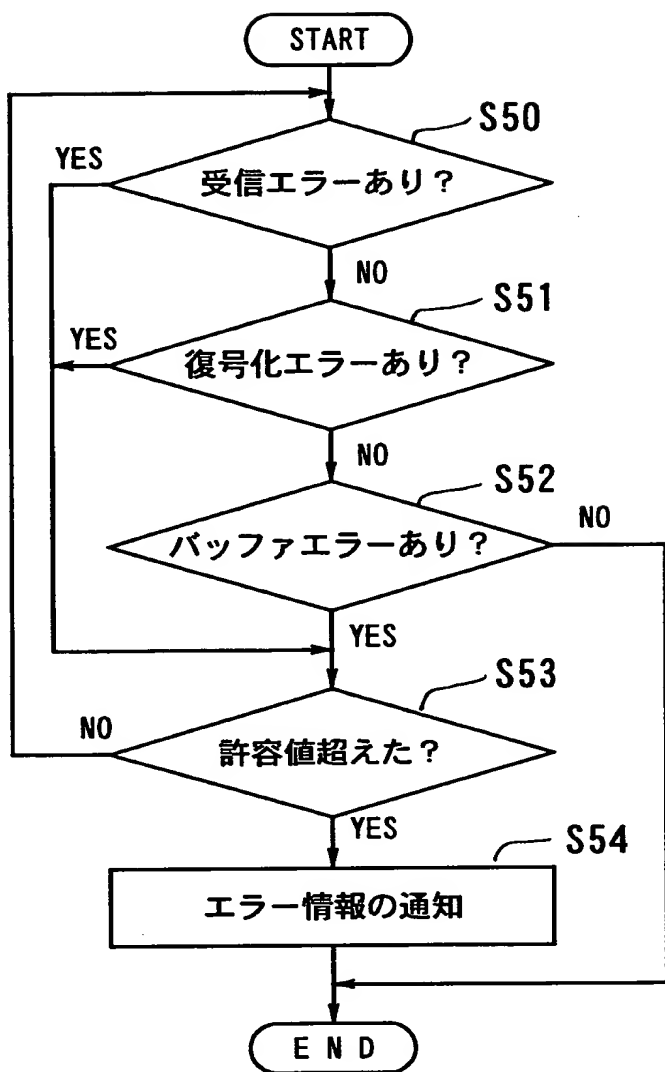 START
S50
YES
受信エラーあり？
NO
S51
YES
復号化エラーあり？
NO
S52
NO
バッファエラーあり？
YES
S53
NO
許容値超えた？
YES
S54
エラー情報の通知
END